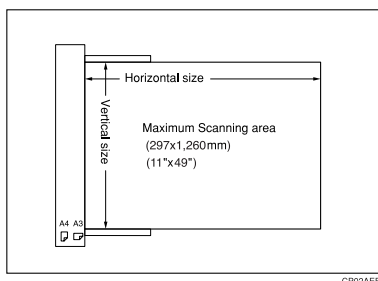 Horizontal size
Vertical size
Maximum Scanning area
(297x1,260mm)
(11"x49")
A4 A3